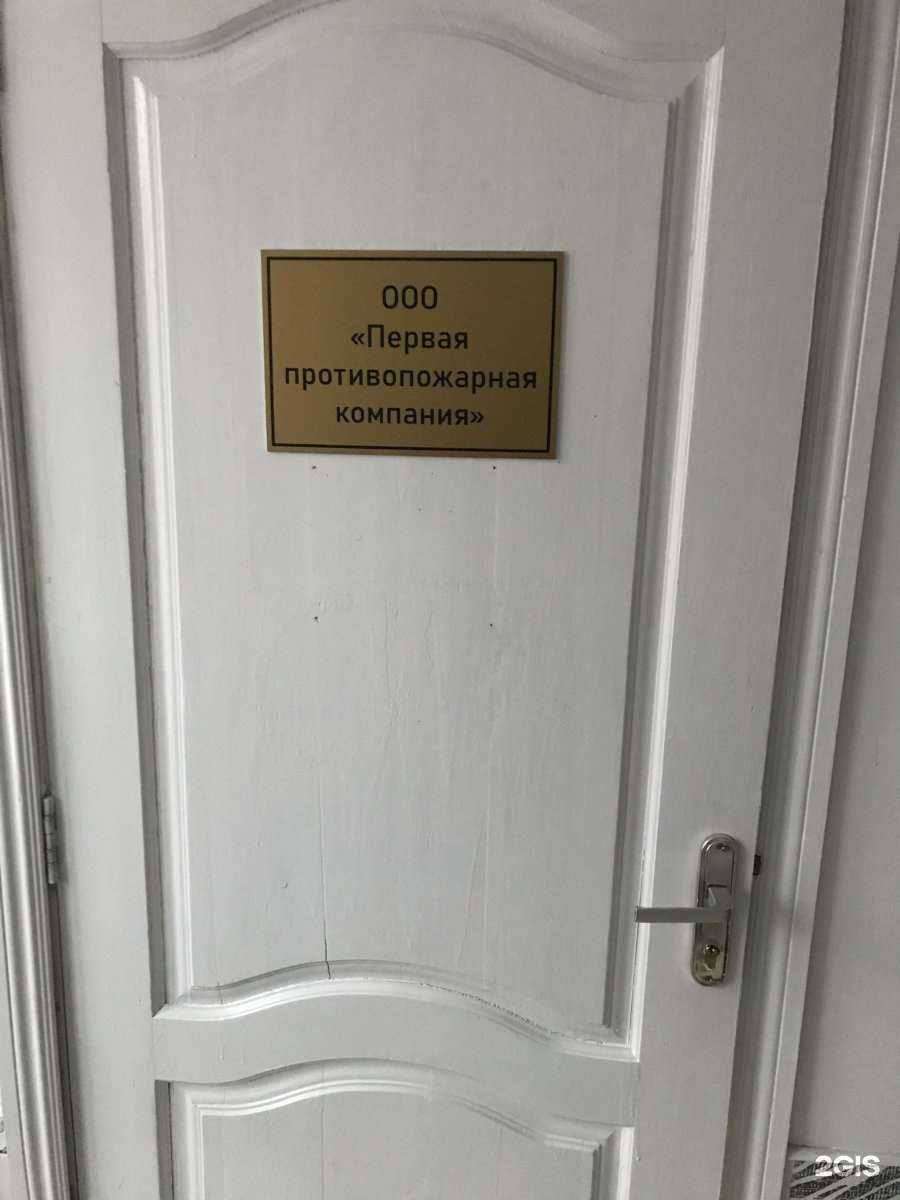 ООО
«Первая
противопожарная
компания»
2GIS